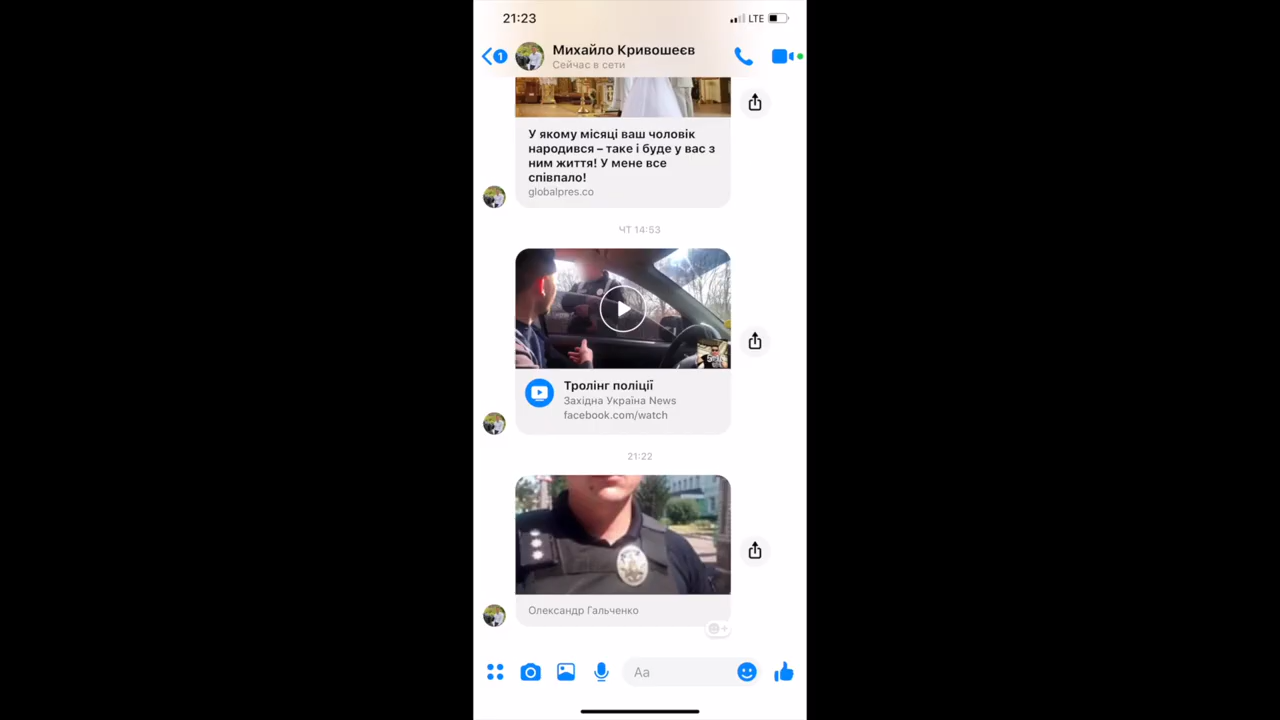 21:23
LTE
1
Михайло Кривошеєв
Сейчас в сети
У якому місяці ваш чоловік
народився – таке і буде у вас з
ним життя! У мене все
співпало!
globalpres.co
ЧТ 14:53
Тролінг поліції
Західна Україна News
facebook.com/watch
21:22
Олександр Гальченко
Aa